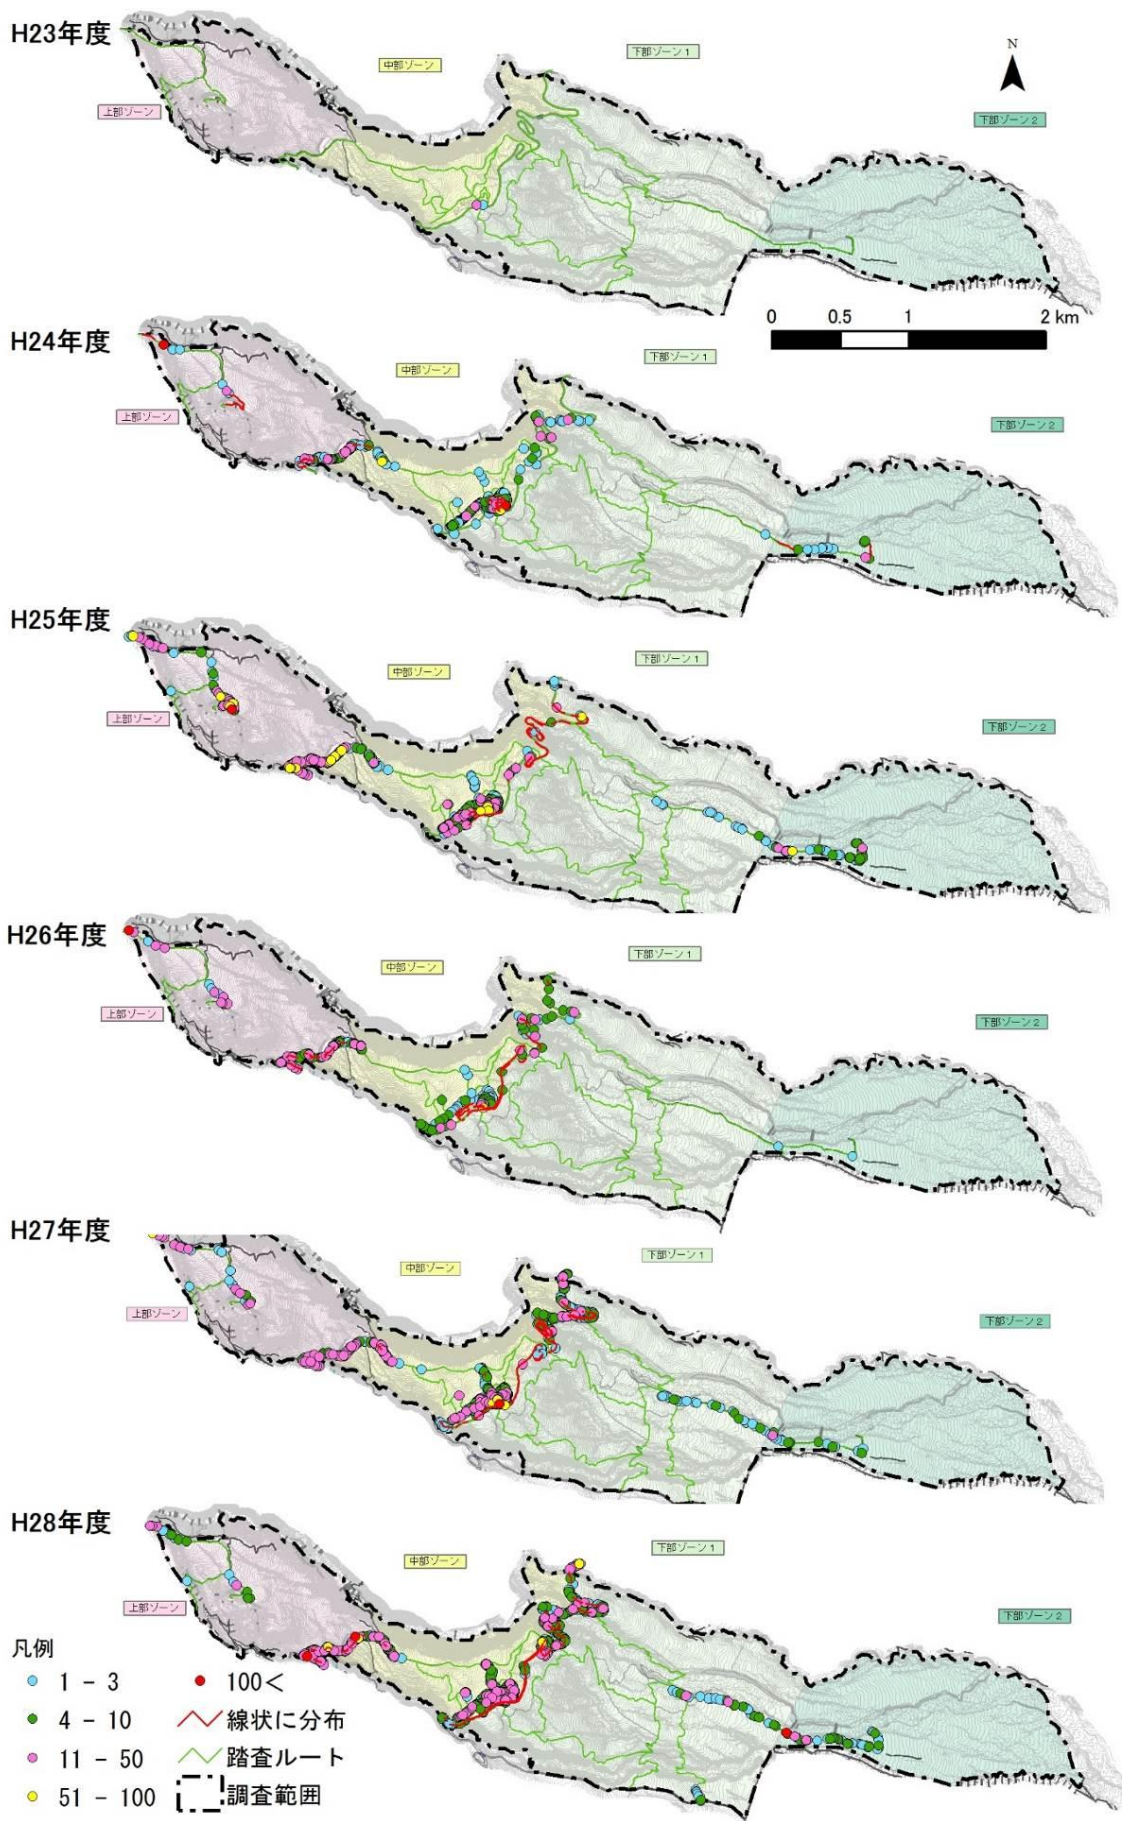 H23年度
中部ゾーン
下部ゾーン1
N
上部ゾーン
下部ゾーン2
0 0.5 1 2 km
H24年度
中部ゾーン
下部ゾーン1
上部ゾーン
下部ゾーン2
H25年度
中部ゾーン
下部ゾーン1
上部ゾーン
下部ゾーン2
H26年度
中部ゾーン
下部ゾーン1
上部ゾーン
下部ゾーン2
H27年度
中部ゾーン
下部ゾーン1
上部ゾーン
下部ゾーン2
H28年度
中部ゾーン
下部ゾーン1
上部ゾーン
下部ゾーン2
凡例
1 - 3
100<
4 - 10
線状に分布
11 - 50
踏査ルート
51 - 100
調査範囲